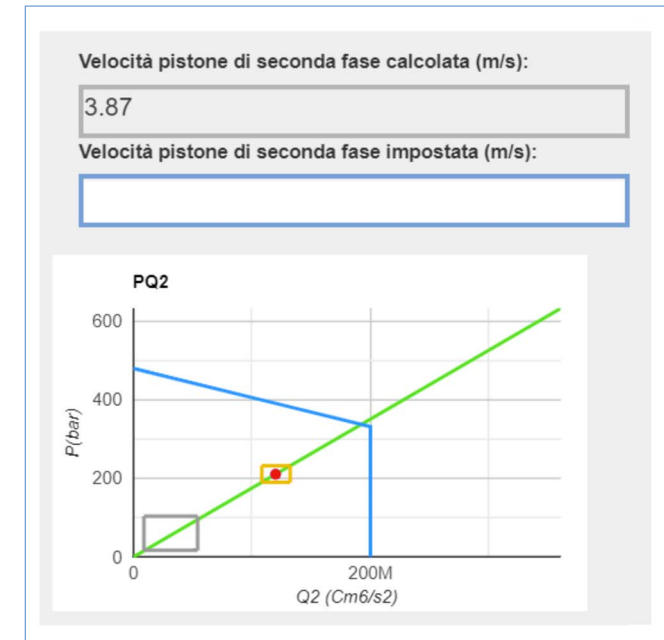 Velocità pistone di seconda fase calcolata (m/s):
3.87
Velocità pistone di seconda fase impostata (m/s):
PQ2
600
400
200
0
P(bar)
0
200M
Q2 (Cm6/s2)